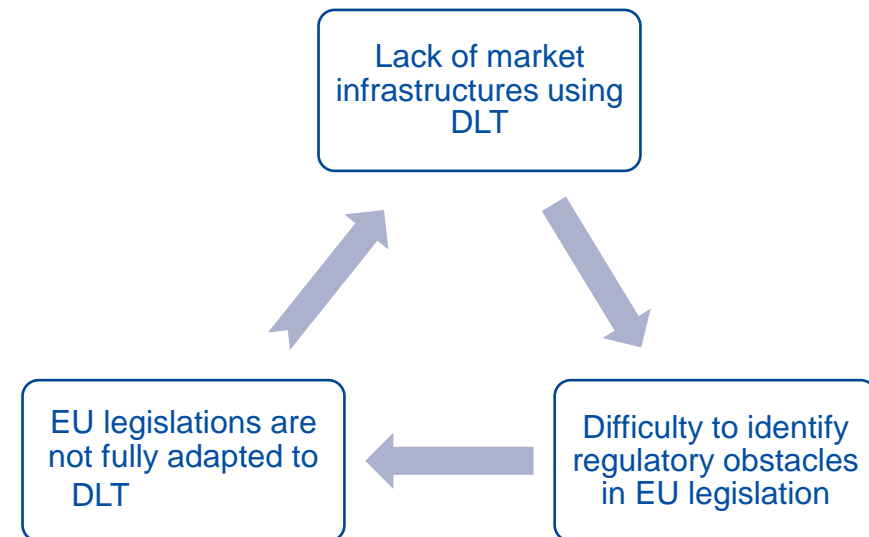 Lack of market
infrastructures using
DLT
EU legislations are
not fully adapted to
DLT
Difficulty to identify
regulatory obstacles
in EU legislation